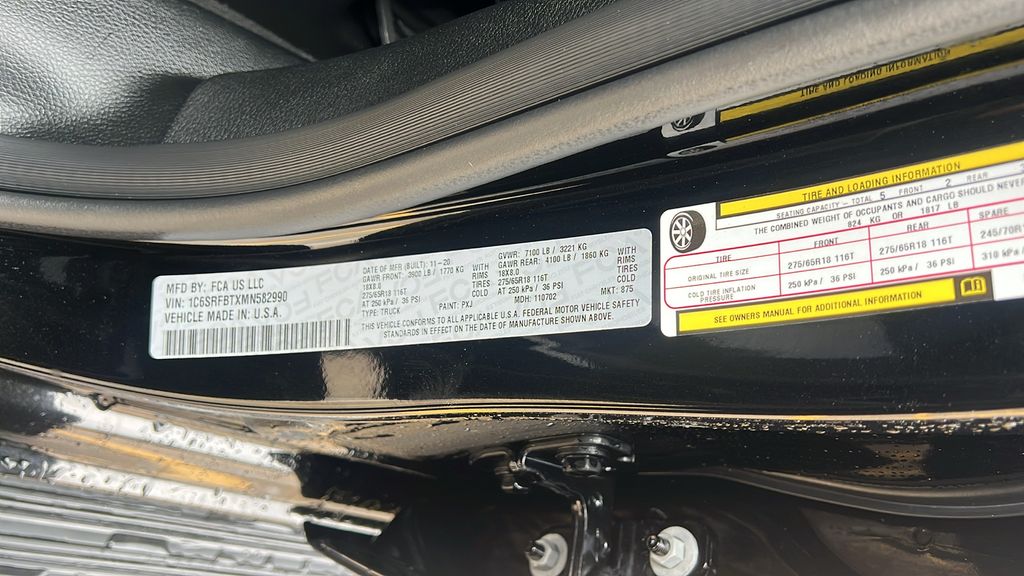 MFD BY: FCA US LLC
VIN: 1C6SRFBTXMN582990
VEHICLE MADE IN: U.S.A.
DATE OF MFR (BUILT): 11-20
GAWR FRONT: 3900 LB / 1770 KG WITH
18X8.0 RIMS
275/65R18 116T TIRES
AT 250 kPa / 36 PSI COLD
TYPE: TRUCK PAINT: PXJ
GVWR: 7100 LB / 3221 KG
GAWR REAR: 4100 LB / 1860 KG WITH
18X8.0 RIMS
275/65R18 116T TIRES
AT 250 kPa / 36 PSI COLD
MDH: 110702 MKT: 875
THIS VEHICLE CONFORMS TO ALL APPLICABLE U.S.A. FEDERAL MOTOR VEHICLE SAFETY
STANDARDS IN EFFECT ON THE DATE OF MANUFACTURE SHOWN ABOVE.
TIRE AND LOADING INFORMATION
SEATING CAPACITY – TOTAL 5 FRONT 2 REAR
THE COMBINED WEIGHT OF OCCUPANTS AND CARGO SHOULD NEVER
824 KG OR 1817 LB
TIRE FRONT REAR SPARE
ORIGINAL TIRE SIZE 275/65R18 116T 275/65R18 116T 245/70R
COLD TIRE 250 kPa / 36 PSI 250 kPa / 36 PSI 310 kPa
SEE OWNERS MANUAL FOR ADDITIONAL INFORMATION
TIRE AND LOADING INFORMATION